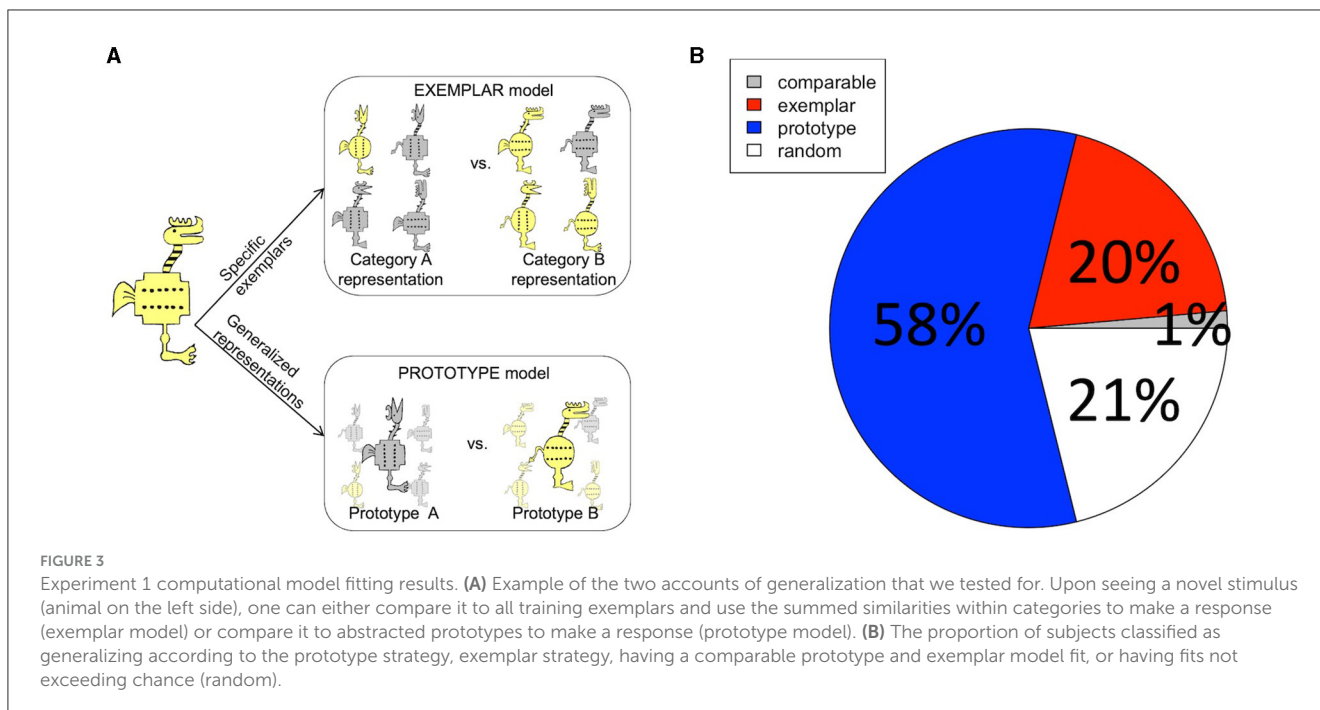 A
EXEMPLAR model
vs.
Category A
representation
Category B
representation
Specific
exemplars
Generalized
representations
PROTOTYPE model
vs.
Prototype A
Prototype B
B
comparable
exemplar
prototype
random
20%
1%
58%
21%
FIGURE 3
Experiment 1 computational model fitting results. (A) Example of the two accounts of generalization that we tested for. Upon seeing a novel stimulus
(animal on the left side), one can either compare it to all training exemplars and use the summed similarities within categories to make a response
(exemplar model) or compare it to abstracted prototypes to make a response (prototype model). (B) The proportion of subjects classified as
generalizing according to the prototype strategy, exemplar strategy, having a comparable prototype and exemplar model fit, or having fits not
exceeding chance (random).